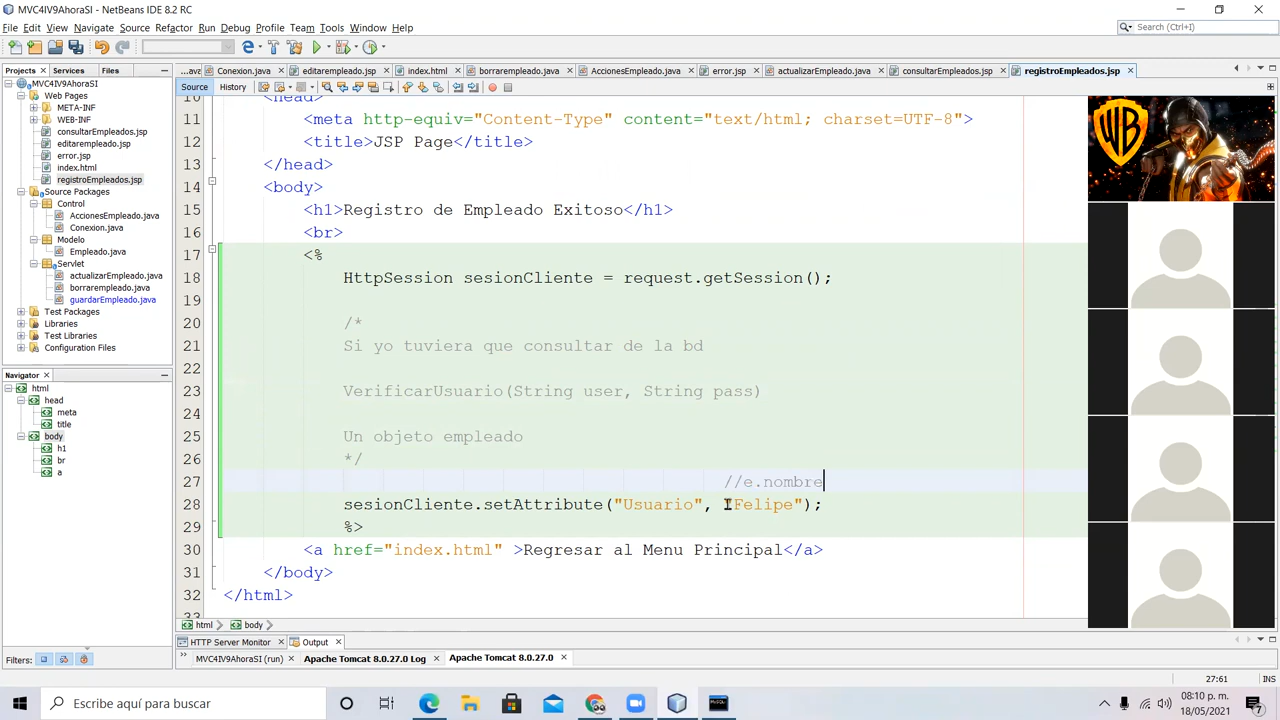 MVC4IV9AhoraSI - NetBeans IDE 8.2 RC
File Edit View Navigate Source Refactor Run Debug Profile Team Tools Window Help
Search (Ctrl+I)
Projects Services Files
...ava Conexion.java editarempleado.jsp index.html borrarempleado.java AccionesEmpleado.java error.jsp actualizarEmpleado.java consultarEmpleados.jsp registroEmpleados.jsp
Source History
MVC4IV9AhoraSI
Web Pages
META-INF
WEB-INF
consultarEmpleados.jsp
editarempleado.jsp
error.jsp
index.html
registroEmpleados.jsp
Source Packages
Control
AccionesEmpleado.java
Conexion.java
Modelo
Empleado.java
Servlet
actualizarEmpleado.java
borrarempleado.java
guardarEmpleado.java
Test Packages
Libraries
Test Libraries
Configuration Files
Navigator
html
head
meta
title
body
h1
br
a
Filters:
10 <head>
11 <meta http-equiv="Content-Type" content="text/html; charset=UTF-8">
12 <title>JSP Page</title>
13 </head>
14 <body>
15 <h1>Registro de Empleado Exitoso</h1>
16 <br>
17 <%
18 HttpSession sesionCliente = request.getSession();
19
20 /*
21 Si yo tuviera que consultar de la bd
22
23 VerificarUsuario(String user, String pass)
24
25 Un objeto empleado
26 */
27 //e.nombre
28 sesionCliente.setAttribute("Usuario", "Felipe");
29 %>
30 <a href="index.html" >Regresar al Menu Principal</a>
31 </body>
32 </html>
33
WB
html body
HTTP Server Monitor Output
MVC4IV9AhoraSI (run) Apache Tomcat 8.0.27.0 Log Apache Tomcat 8.0.27.0
27:61 INS
Escribe aquí para buscar
08:10 p. m.
18/05/2021
7